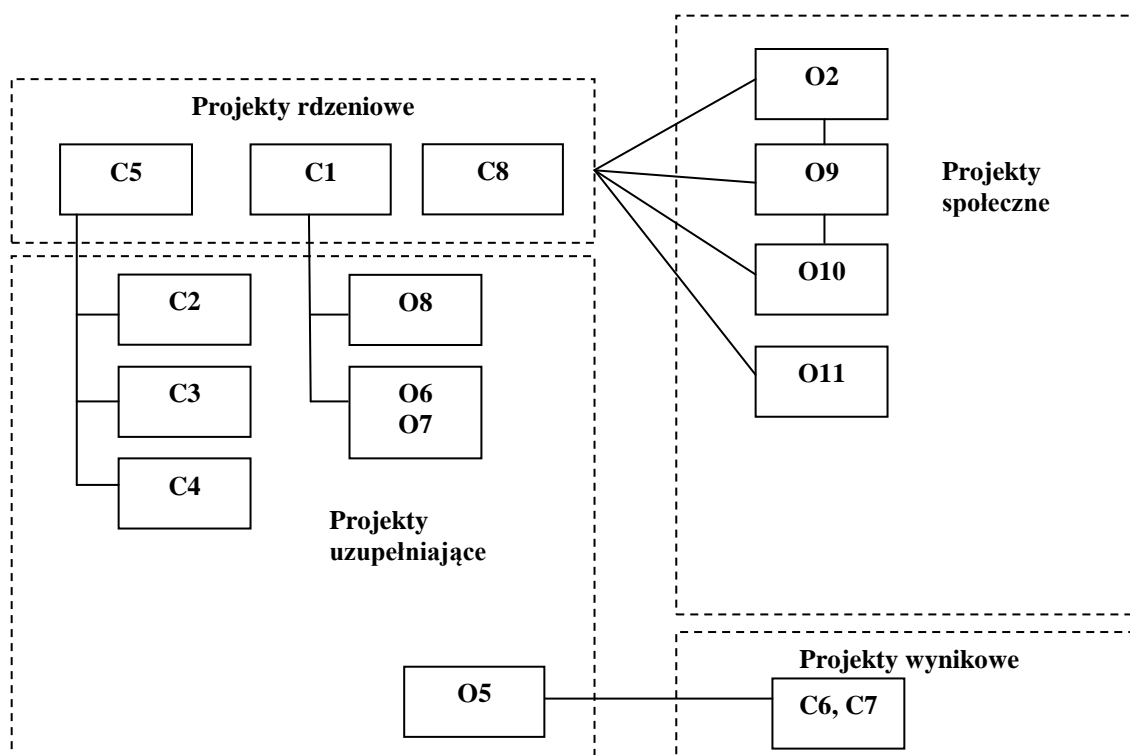 Projekty rdzeniowe
C5
C1
C8
C2
C3
C4
O8
O6
O7
Projekty
uzupełniające
O5
O2
O9
O10
O11
Projekty
społeczne
Projekty wynikowe
C6, C7